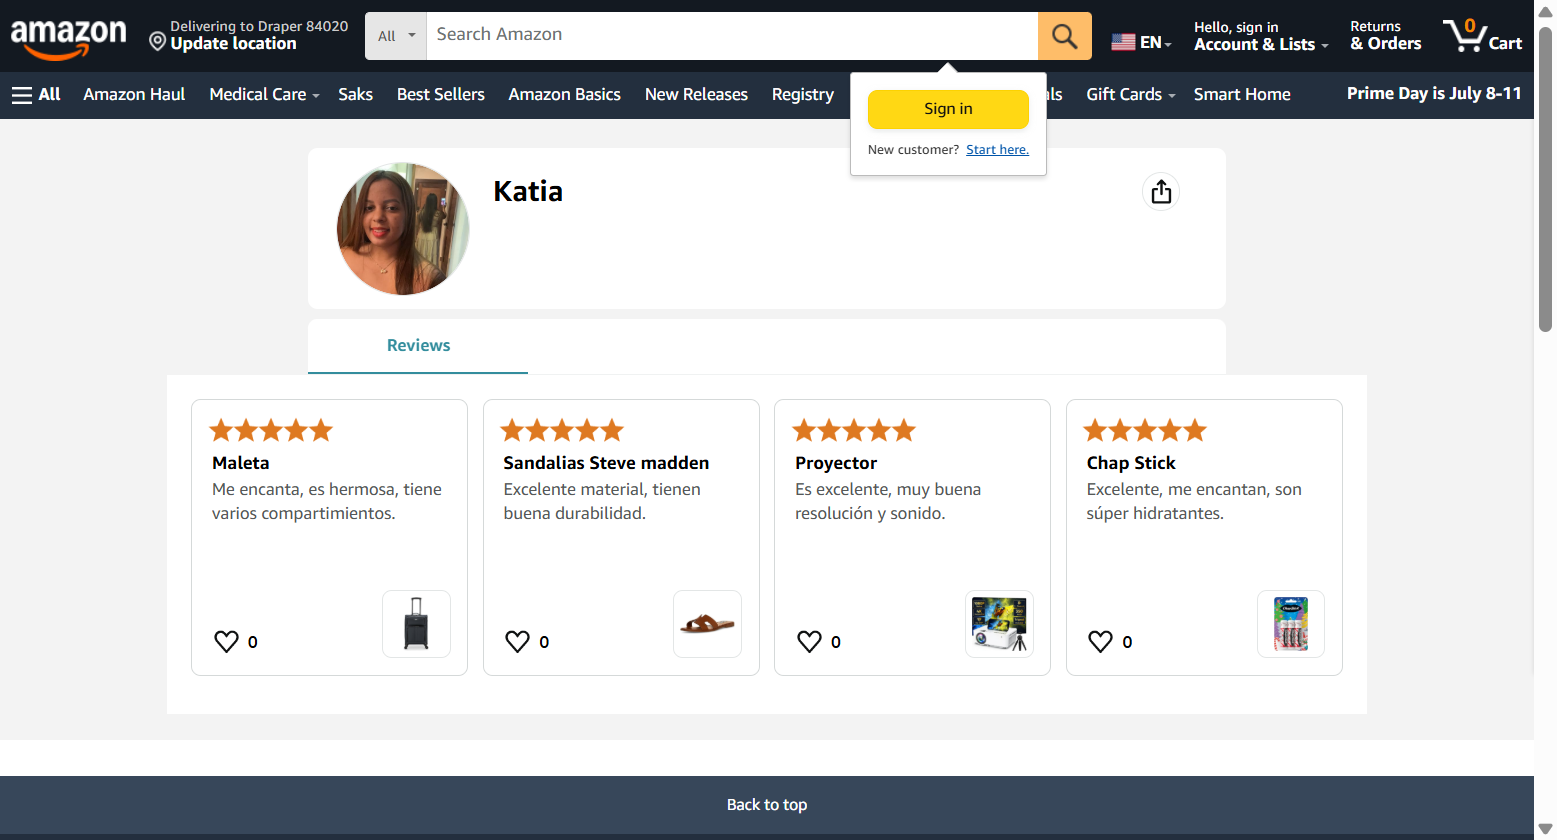 amazon
Delivering to Draper 84020
Update location
All
Search Amazon
EN
Hello, sign in
Account & Lists
Returns
& Orders
0
Cart
All
Amazon Haul
Medical Care
Saks
Best Sellers
Amazon Basics
New Releases
Registry
als
Gift Cards
Smart Home
Prime Day is July 8-11
Sign in
New customer? Start here.
Katia
Reviews
Maleta
Me encanta, es hermosa, tiene
varios compartimientos.
0
Sandalias Steve madden
Excelente material, tienen
buena durabilidad.
0
Proyector
Es excelente, muy buena
resolución y sonido.
0
Chap Stick
Excelente, me encantan, son
súper hidratantes.
0
Back to top